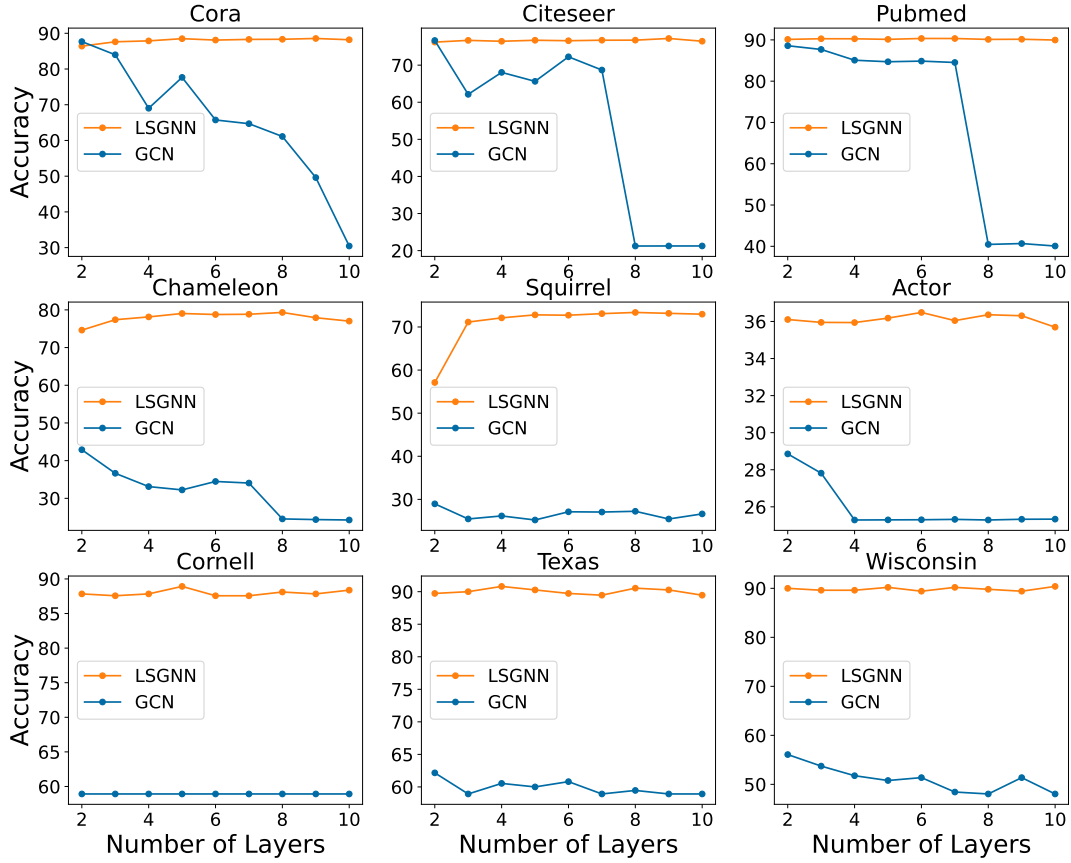 Cora
Citeseer
Pubmed
Accuracy
90
80
70
60
50
40
30
LSGNN
GCN
2 4 6 8 10
70
60
50
40
30
20
LSGNN
GCN
2 4 6 8 10
90
80
70
60
50
40
LSGNN
GCN
2 4 6 8 10
Chameleon
Squirrel
Actor
Accuracy
80
70
60
50
40
30
LSGNN
GCN
2 4 6 8 10
70
60
50
40
30
LSGNN
GCN
2 4 6 8 10
36
34
32
30
28
26
LSGNN
GCN
2 4 6 8 10
Cornell
Texas
Wisconsin
Accuracy
90
85
80
75
70
65
60
LSGNN
GCN
2 4 6 8 10
Number of Layers
90
85
80
75
70
65
60
LSGNN
GCN
2 4 6 8 10
Number of Layers
90
80
70
60
50
LSGNN
GCN
2 4 6 8 10
Number of Layers